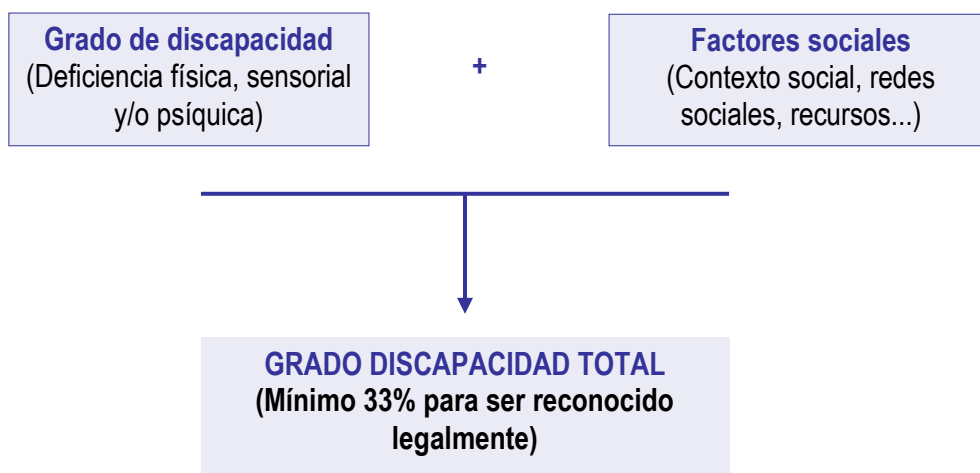 Grado de discapacidad
(Deficiencia física, sensorial
y/o psíquica)
+
Factores sociales
(Contexto social, redes
sociales, recursos...)
GRADO DISCAPACIDAD TOTAL
(Mínimo 33% para ser reconocido
legalmente)